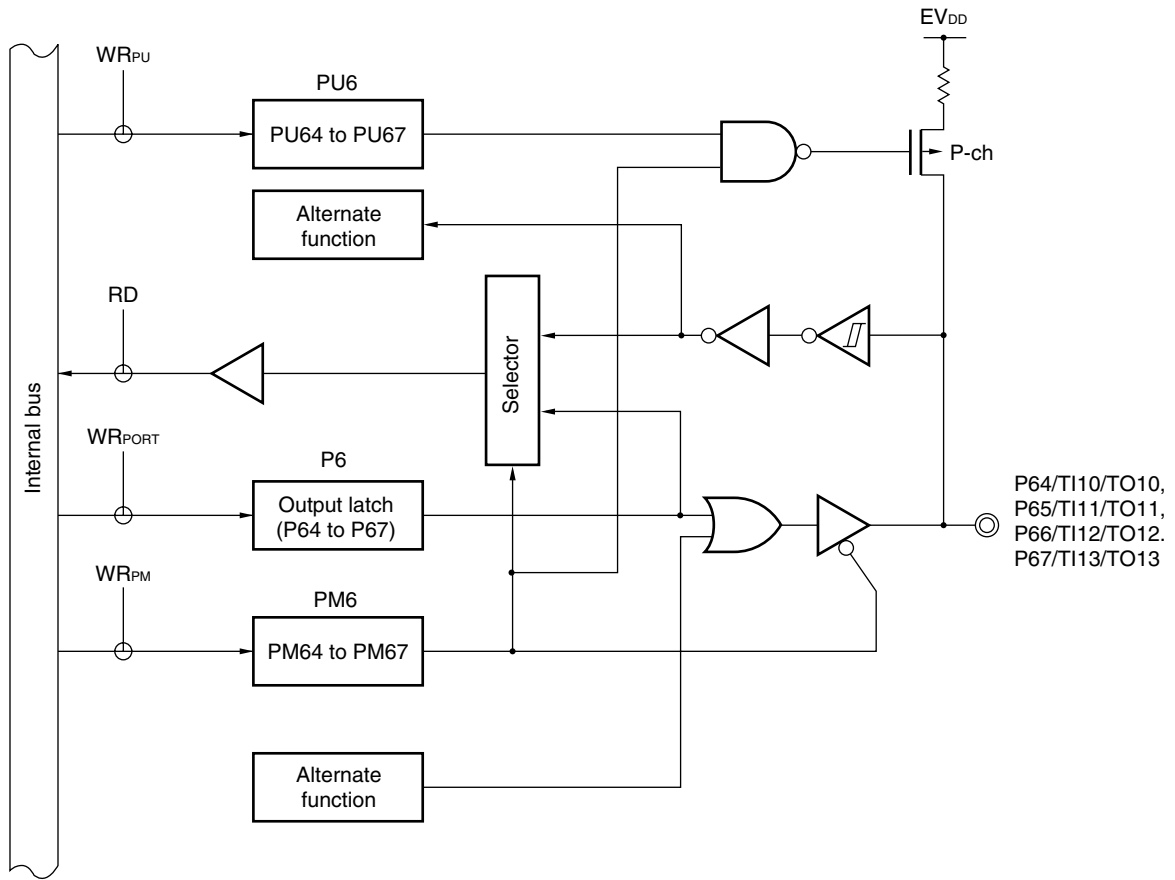 EVDD
WRPU
PU6
PU64 to PU67
P-ch
Alternate
function
RD
Selector
Internal bus
WRPORT
P6
Output latch
(P64 to P67)
P64/TI10/TO10,
P65/TI11/TO11,
P66/TI12/TO12.
P67/TI13/TO13
WRPM
PM6
PM64 to PM67
Alternate
function